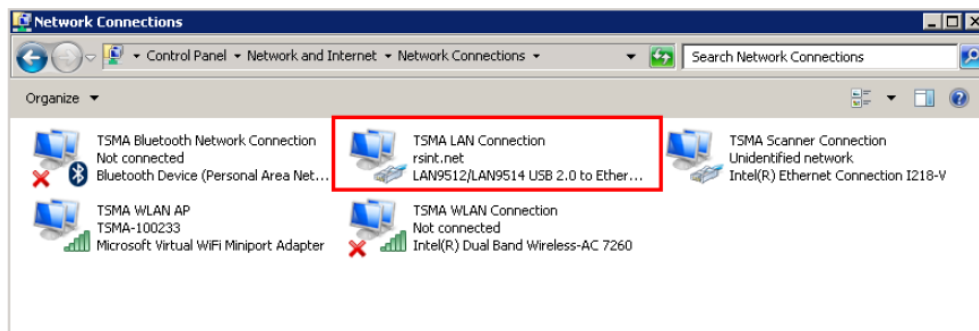 Network Connections
Control Panel Network and Internet Network Connections
Search Network Connections
Organize
TSMA Bluetooth Network Connection
Not connected
Bluetooth Device (Personal Area Net...
TSMA LAN Connection
rsint.net
LAN9512/LAN9514 USB 2.0 to Ether...
TSMA Scanner Connection
Unidentified network
Intel(R) Ethernet Connection I218-V
TSMA WLAN AP
TSMA-100233
Microsoft Virtual WiFi Miniport Adapter
TSMA WLAN Connection
Not connected
Intel(R) Dual Band Wireless-AC 7260